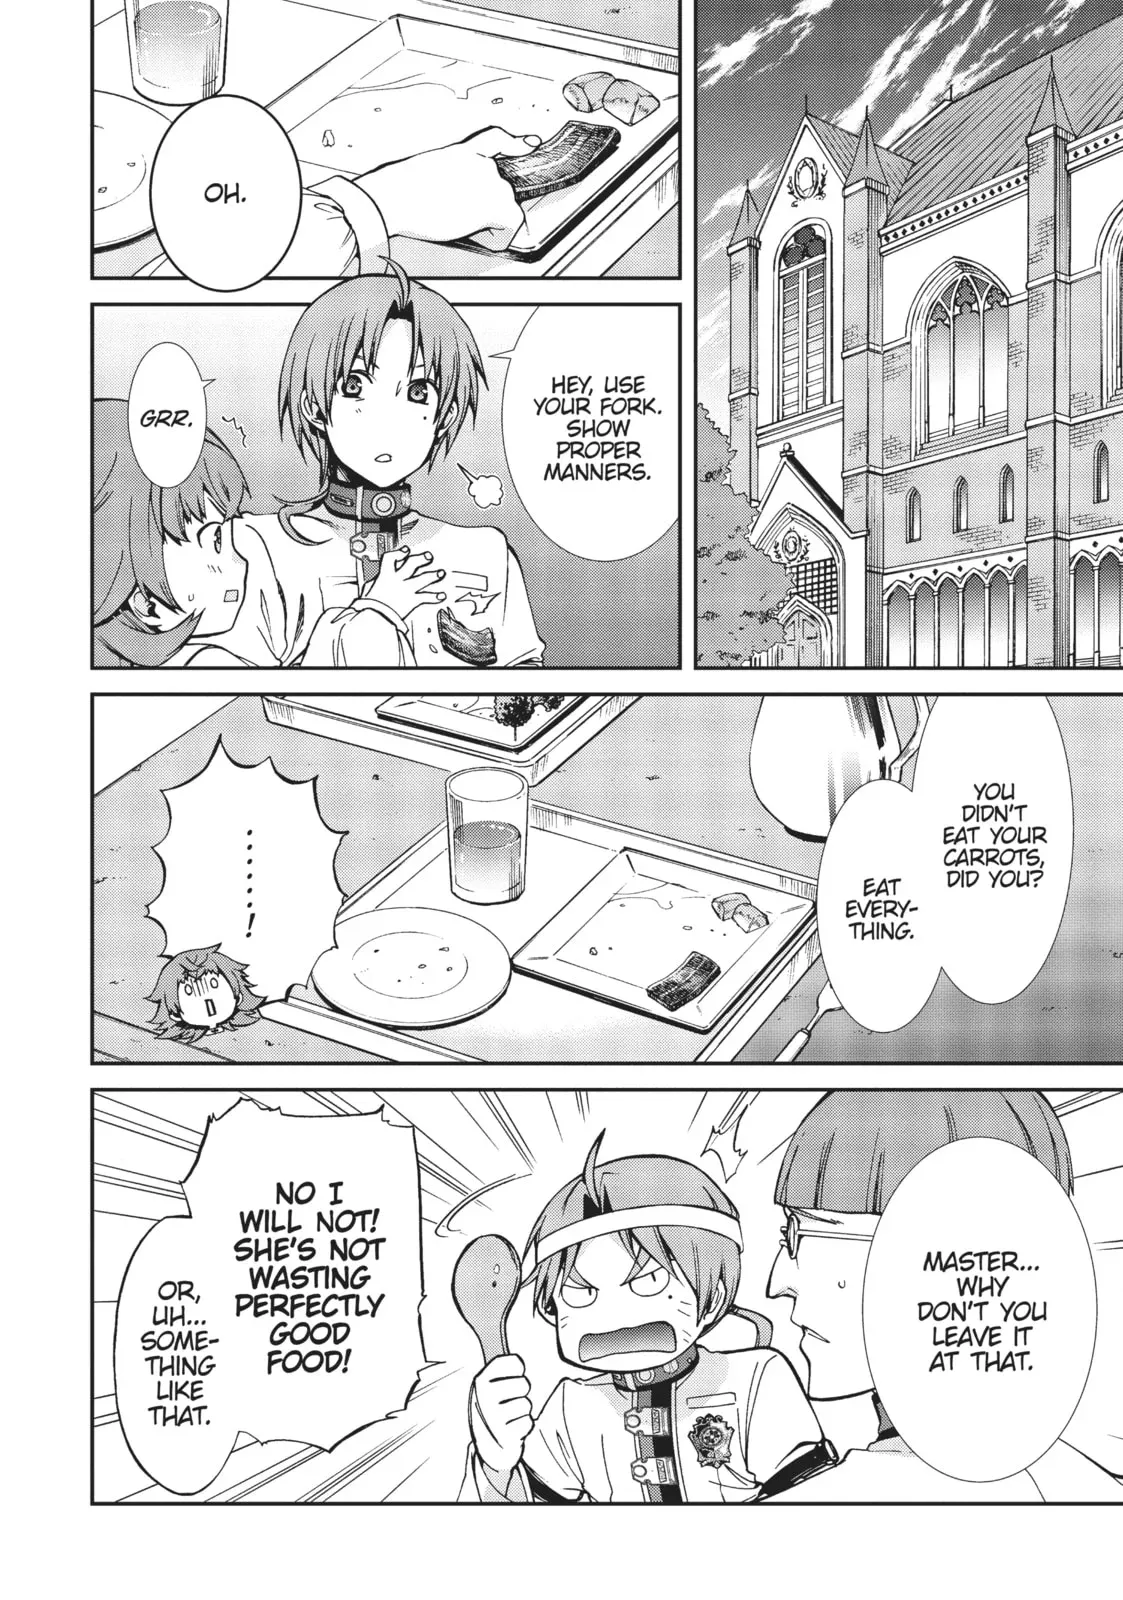 OH.
HEY, USE
YOUR FORK.
SHOW
PROPER
MANNERS.
GRR.
YOU
DIDN'T
EAT YOUR
CARROTS,
DID YOU?
EAT
EVERY-
THING.
. . . . . . !
MASTER...
WHY
DON'T YOU
LEAVE IT
AT THAT.
NO I
WILL NOT!
SHE'S NOT
WASTING
PERFECTLY
GOOD
FOOD!
OR,
UH...
SOME-
THING
LIKE
THAT.